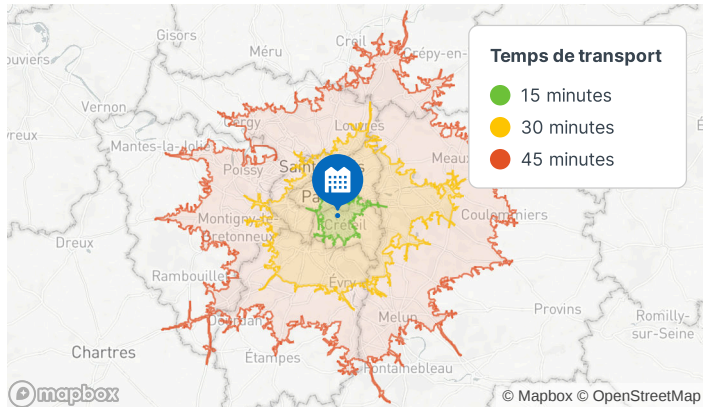 Gisors
Creil
Méru
Crépy-en-
ouviers
Temps de transport
15 minutes
30 minutes
45 minutes
Vernon
Louvres
evreux
Mantes-la-Jolie
Meaux
Poissy
Montigny-le-
Bretonneux
Coulommiers
Créteil
Dreux
Rambouillet
Évry
Provins
Melun
Romilly-
sur-Seine
Dourdan
Chartres
Étampes
Fontainebleau
mapbox
© Mapbox © OpenStreetMap